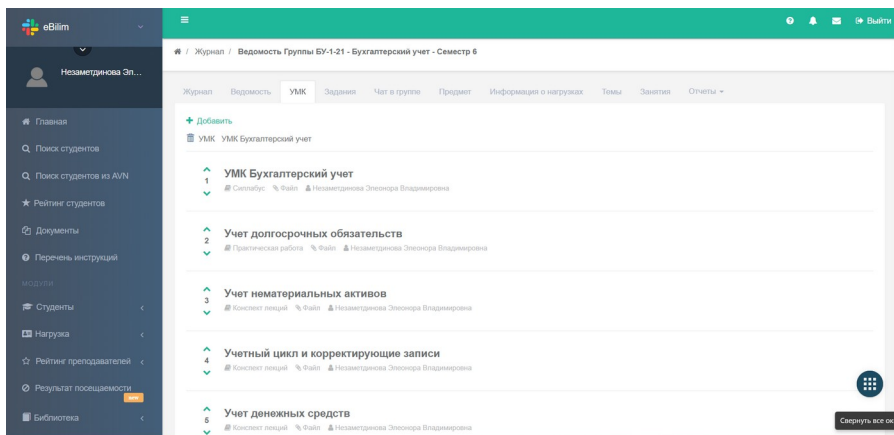 eBilim
Выйти
Незаметдинова Эл...
Журнал / Ведомость Группы БУ-1-21 - Бухгалтерский учет - Семестр 6
Журнал Ведомость УМК Задания Чат в группе Предмет Информация о нагрузках Темы Занятия Отчеты
Добавить
УМК УМК Бухгалтерский учет
1
УМК Бухгалтерский учет
Силлабус Файл Незаметдинова Элеонора Владимировна
2
Учет долгосрочных обязательств
Практическая работа Файл Незаметдинова Элеонора Владимировна
3
Учет нематериальных активов
Конспект лекций Файл Незаметдинова Элеонора Владимировна
4
Учетный цикл и корректирующие записи
Конспект лекций Файл Незаметдинова Элеонора Владимировна
5
Учет денежных средств
Конспект лекций Файл Незаметдинова Элеонора Владимировна
Главная
Поиск студентов
Поиск студентов из AVN
Рейтинг студентов
Документы
Перечень инструкций
МОДУЛИ
Студенты
Нагрузка
Рейтинг преподавателей
Результат посещаемости
Библиотека
Свернуть все ок